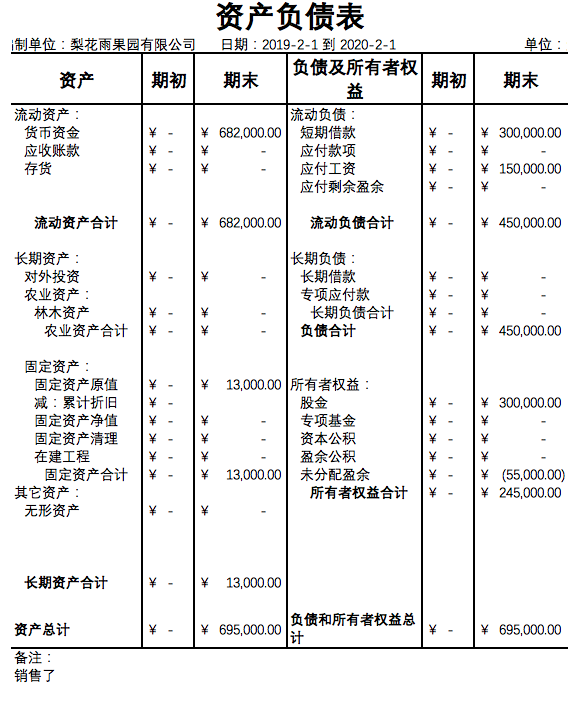 资产负债表
制单位：梨花雨果园有限公司 日期：2019-2-1 到 2020-2-1 单位：
资产 期初 期末 负债及所有者权益 期初 期末
流动资产： 流动负债：
货币资金 ¥ - ¥ 682,000.00 短期借款 ¥ - ¥ 300,000.00
应收账款 ¥ - ¥ - 应付款项 ¥ - ¥ -
存货 ¥ - ¥ - 应付工资 ¥ - ¥ 150,000.00
应付剩余盈余 ¥ - ¥ -
流动资产合计 ¥ - ¥ 682,000.00 流动负债合计 ¥ - ¥ 450,000.00
长期资产： 长期负债：
对外投资 ¥ - ¥ - 长期借款 ¥ - ¥ -
农业资产： 专项应付款 ¥ - ¥ -
林木资产 ¥ - ¥ - 长期负债合计 ¥ - ¥ -
农业资产合计 ¥ - ¥ - 负债合计 ¥ - ¥ 450,000.00
固定资产：
固定资产原值 ¥ - ¥ 13,000.00 所有者权益：
减：累计折旧 ¥ - 股金 ¥ - ¥ 300,000.00
固定资产净值 ¥ - ¥ - 专项基金 ¥ - ¥ -
固定资产清理 ¥ - ¥ - 资本公积 ¥ - ¥ -
在建工程 ¥ - ¥ - 盈余公积 ¥ - ¥ -
固定资产合计 ¥ - ¥ 13,000.00 未分配盈余 ¥ - ¥ (55,000.00)
其它资产： 所有者权益合计 ¥ - ¥ 245,000.00
无形资产 ¥ - ¥ -
长期资产合计 ¥ - ¥ 13,000.00
资产总计 ¥ - ¥ 695,000.00 负债和所有者权益总计 ¥ - ¥ 695,000.00
备注：
销售了